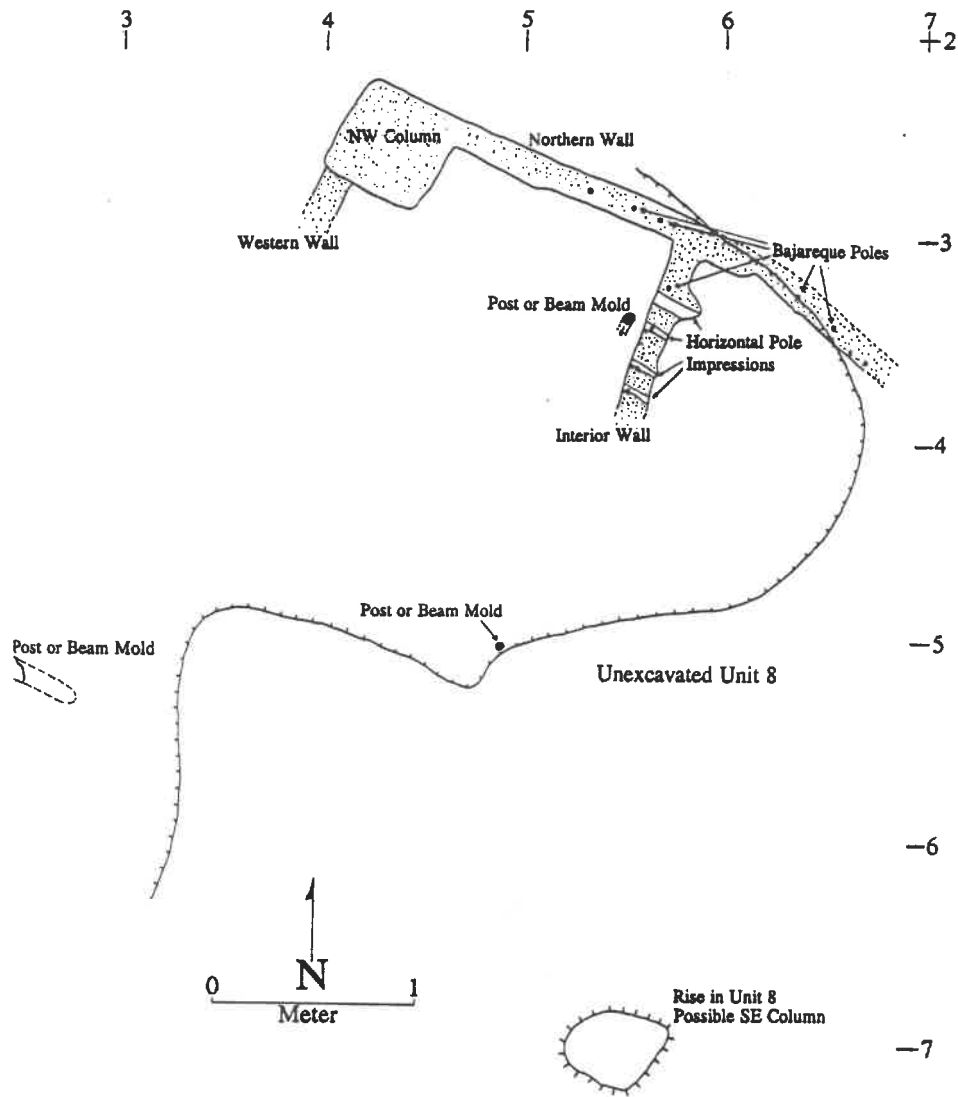 3 4 5 6 7
+2
NW Column
Northern Wall
Western Wall
—3
Bajareque Poles
Post or Beam Mold
Horizontal Pole
Impressions
Interior Wall
—4
Post or Beam Mold
—5
Post or Beam Mold
Unexcavated Unit 8
—6
N
0 1
Meter
Rise in Unit 8
Possible SE Column
—7